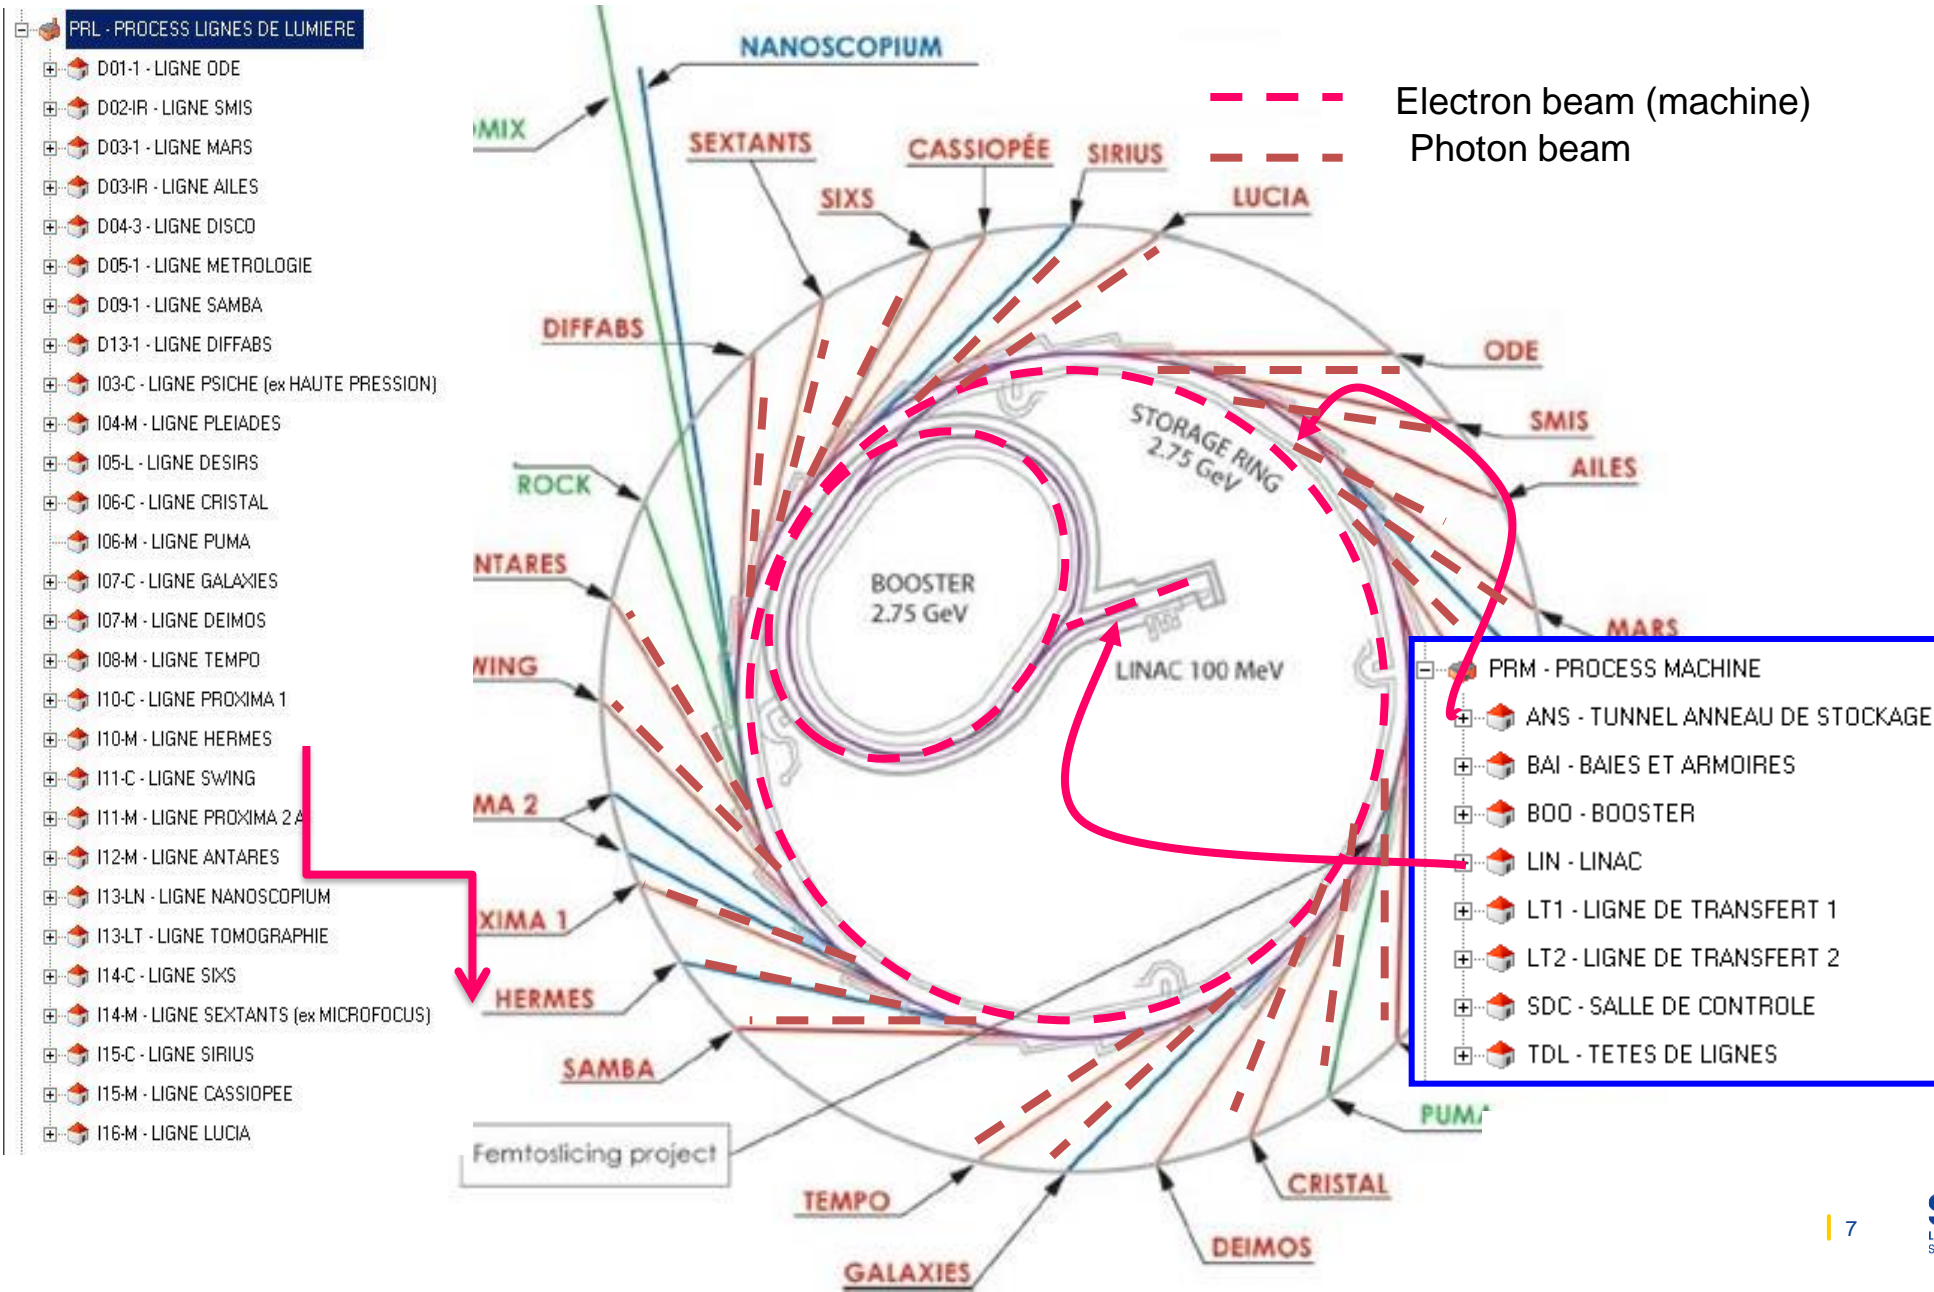 PRL - PROCESS LIGNES DE LUMIERE
D01-1 - LIGNE ODE
D02-IR - LIGNE SMIS
D03-1 - LIGNE MARS
D03-IR - LIGNE AILES
D04-3 - LIGNE DISCO
D05-1 - LIGNE METROLOGIE
D09-1 - LIGNE SAMBA
D13-1 - LIGNE DIFFABS
I03-C - LIGNE PSICHE (ex HAUTE PRESSION)
I04-M - LIGNE PLEIADES
I05-L - LIGNE DESIRS
I06-C - LIGNE CRISTAL
I06-M - LIGNE PUMA
I07-C - LIGNE GALAXIES
I07-M - LIGNE DEIMOS
I08-M - LIGNE TEMPO
I10-C - LIGNE PROXIMA 1
I10-M - LIGNE HERMES
I11-C - LIGNE SWING
I11-M - LIGNE PROXIMA 2 A
I12-M - LIGNE ANTARES
I13-LN - LIGNE NANOSCOPIUM
I13-LT - LIGNE TOMOGRAPHIE
I14-C - LIGNE SIXS
I14-M - LIGNE SEXTANTS (ex MICROFOCUS)
I15-C - LIGNE SIRIUS
I15-M - LIGNE CASSIOPEE
I16-M - LIGNE LUCIA
NANOSCOPIUM
Electron beam (machine)
Photon beam
OMIX
SEXTANTS
CASSIOPÉE
SIRIUS
SIXS
LUCIA
DIFFABS
ODE
SMIS
AILES
STORAGE RING
2.75 GeV
ROCK
NTARES
BOOSTER
2.75 GeV
MARS
WING
LINAC 100 MeV
PRM - PROCESS MACHINE
ANS - TUNNEL ANNEAU DE STOCKAGE
BAI - BAIES ET ARMOIRES
BOO - BOOSTER
LIN - LINAC
LT1 - LIGNE DE TRANSFERT 1
LT2 - LIGNE DE TRANSFERT 2
SDC - SALLE DE CONTROLE
TDL - TETES DE LIGNES
MA 2
XIMA 1
HERMES
SAMBA
PUMA
Femtoslicing project
TEMPO
CRISTAL
DEIMOS
GALAXIES
7